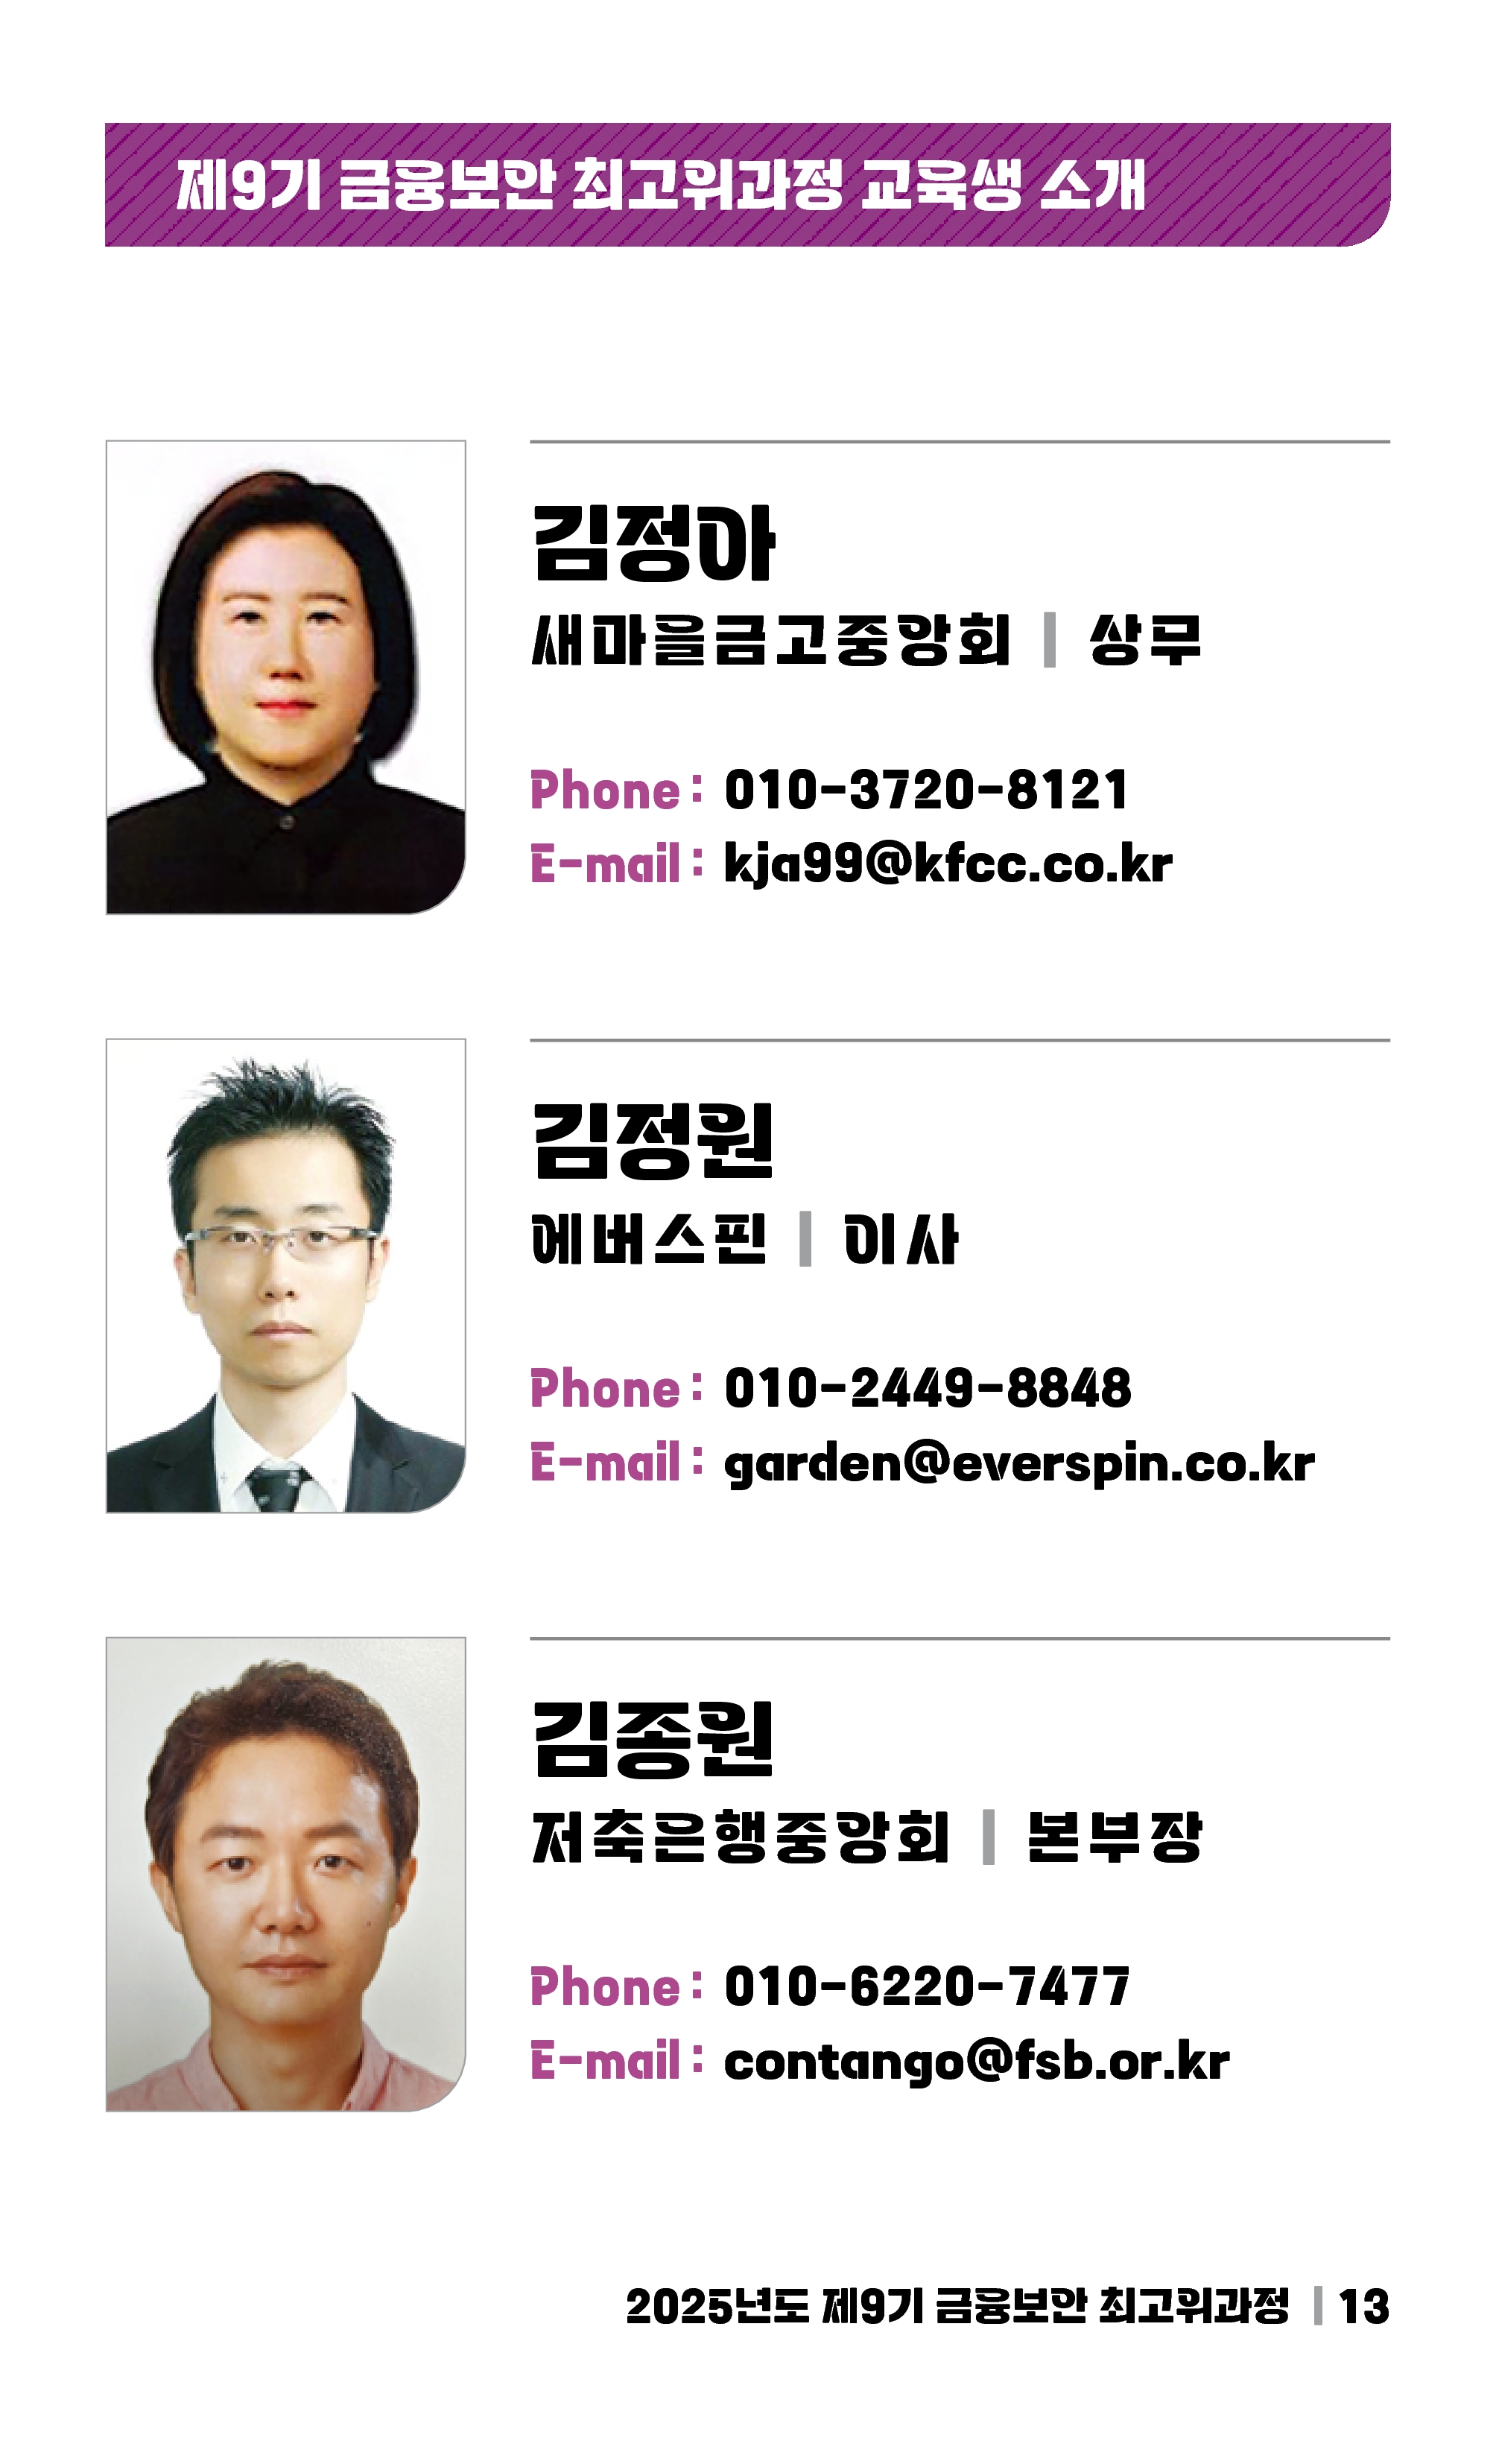 제9기 금융보안 최고위과정 교육생 소개
김정아
새마을금고중앙회 | 상무
Phone : 010-3720-8121
E-mail : kja99@kfcc.co.kr
김정원
에버스핀 | 이사
Phone : 010-2449-8848
E-mail : garden@everspin.co.kr
김종원
저축은행중앙회 | 본부장
Phone : 010-6220-7477
E-mail : contango@fsb.or.kr
2025년도 제9기 금융보안 최고위과정 | 13